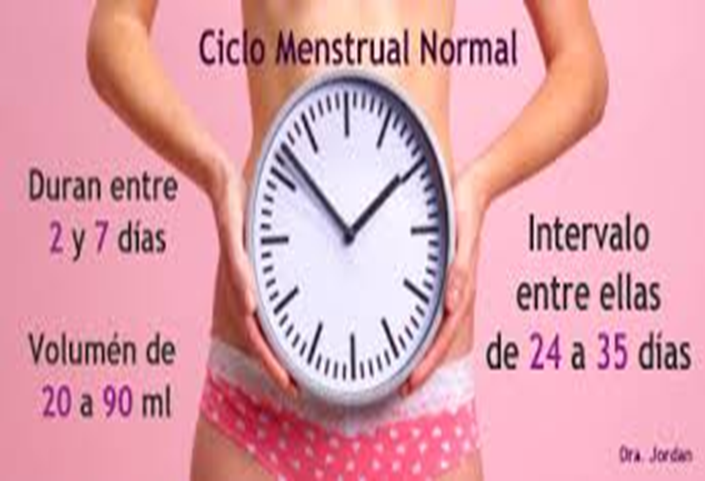 Ciclo Menstrual Normal
Duran entre
2 y 7 días
Volumén de
20 a 90 ml
Intervalo
entre ellas
de 24 a 35 días
Dra. Jordan